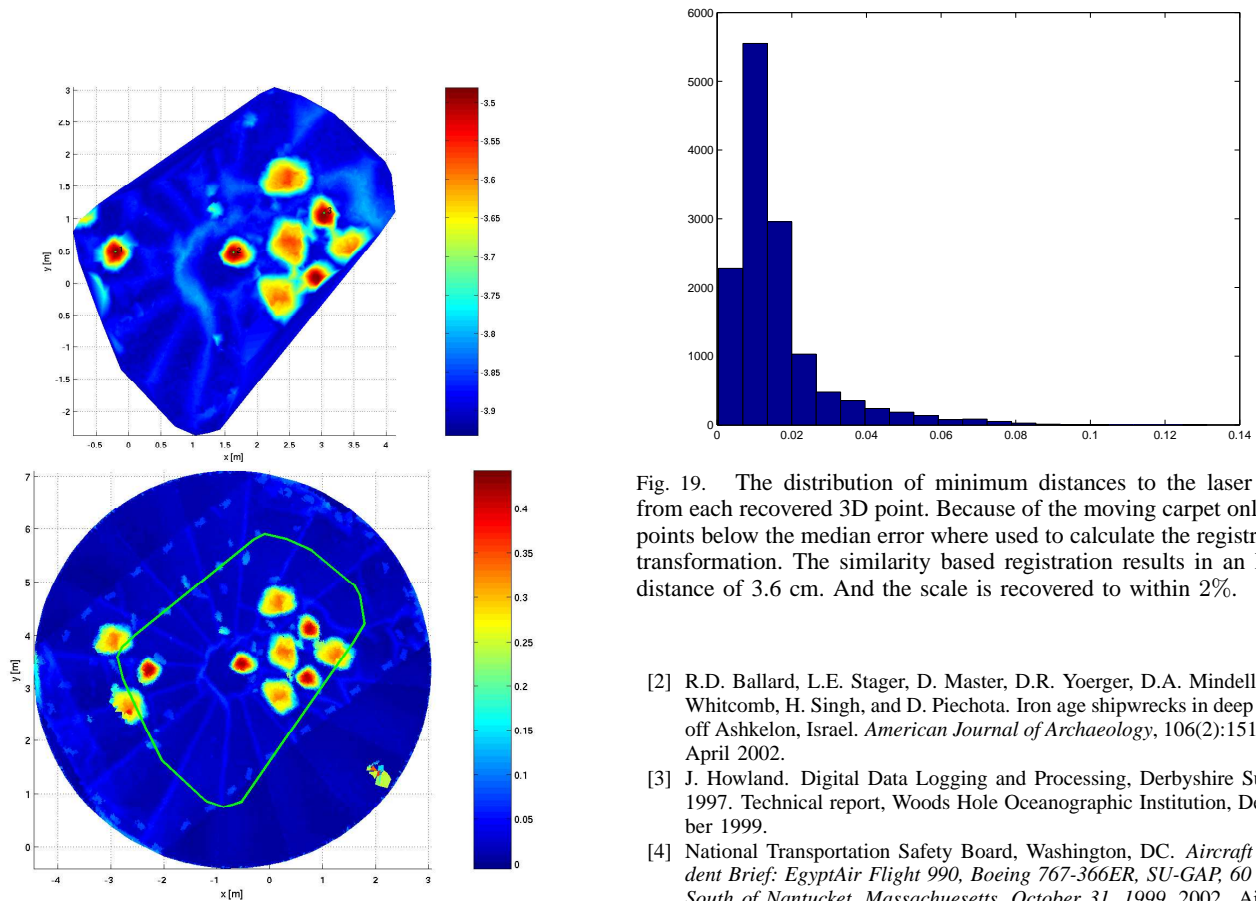 3
2.5
2
1.5
1
0.5
0
0.5
-1
-1.5
-2
y [m]
-0.5 0 0.5 1 1.5 2 2.5 3 3.5 4
x [m]
-3.5
-3.55
-3.6
-3.65
-3.7
-3.75
-3.8
-3.85
-3.9
7
6
5
4
3
2
1
0
y [m]
-4 -3 -2 -1 0 1 2 3
x [m]
0.4
0.35
0.3
0.25
0.2
0.15
0.1
0.05
0
6000
5000
4000
3000
2000
1000
0
0 0.02 0.04 0.06 0.08 0.1 0.12 0.14
Fig. 19. The distribution of minimum distances to the laser
from each recovered 3D point. Because of the moving carpet onl
points below the median error where used to calculate the registr
transformation. The similarity based registration results in an
distance of 3.6 cm. And the scale is recovered to within 2%.
[2] R.D. Ballard, L.E. Stager, D. Master, D.R. Yoerger, D.A. Mindell
Whitcomb, H. Singh, and D. Piechota. Iron age shipwrecks in deep
off Ashkelon, Israel. American Journal of Archaeology, 106(2):151
April 2002.
[3] J. Howland. Digital Data Logging and Processing, Derbyshire Su
1997. Technical report, Woods Hole Oceanographic Institution, De
ber 1999.
[4] National Transportation Safety Board, Washington, DC. Aircraft
dent Brief: EgyptAir Flight 990, Boeing 767-366ER, SU-GAP, 60
South of Nantucket, Massachuesetts, October 31, 1999, 2002. Ai